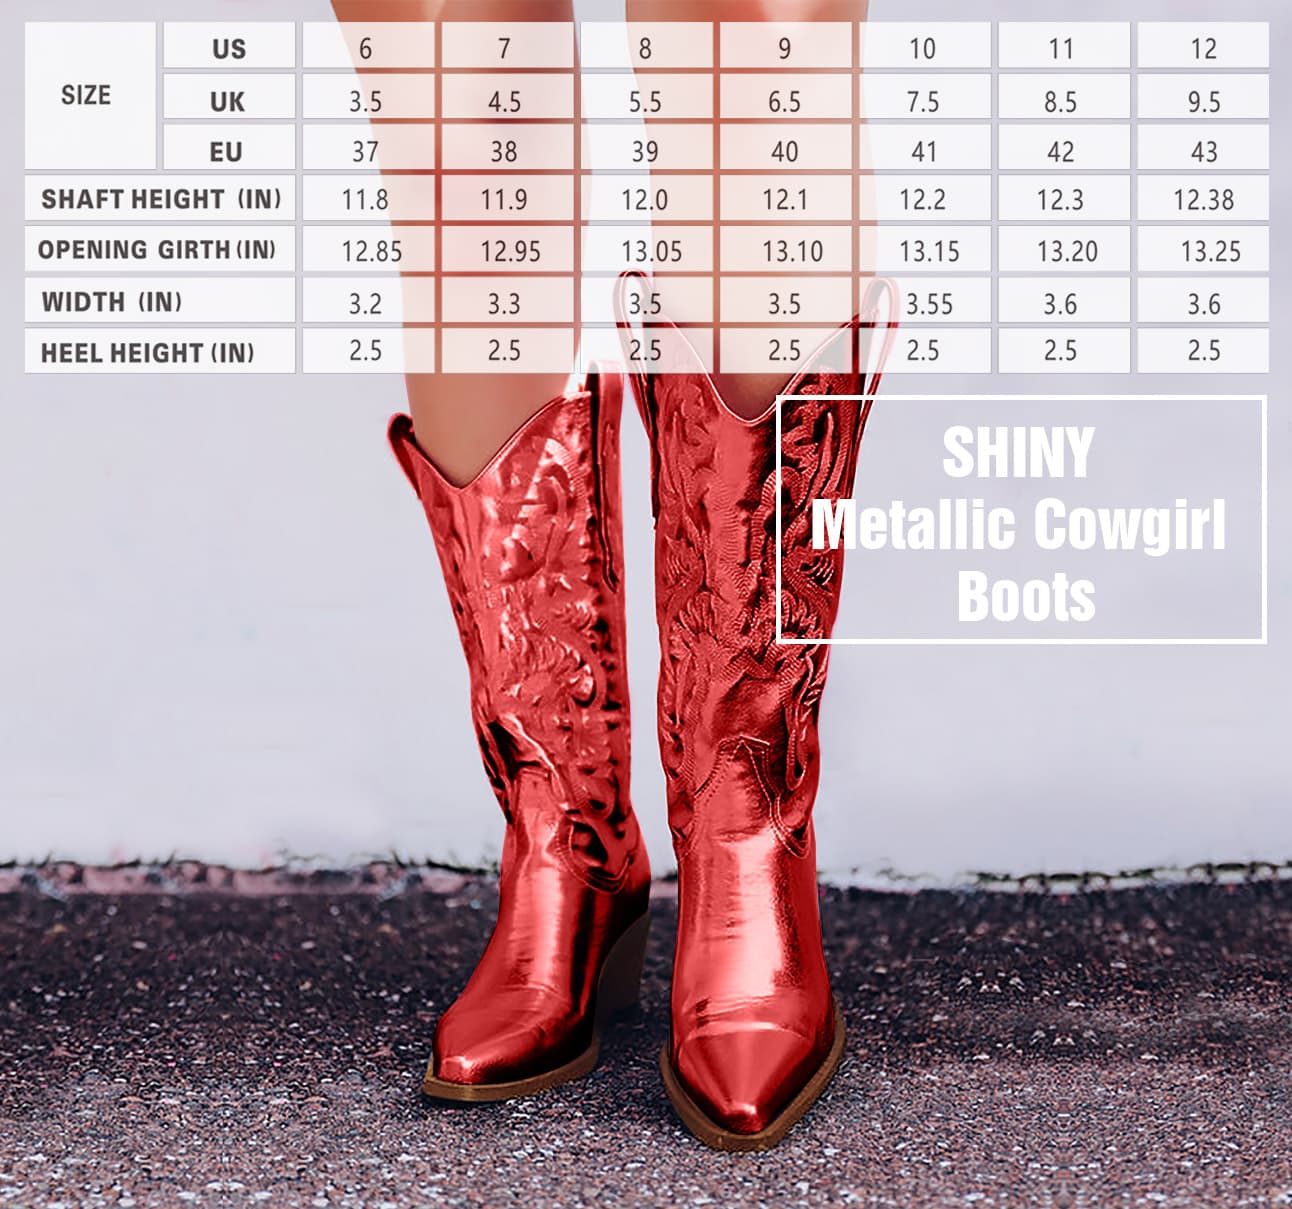 SIZE US 6 7 8 9 10 11 12
UK 3.5 4.5 5.5 6.5 7.5 8.5 9.5
EU 37 38 39 40 41 42 43
SHAFT HEIGHT (IN) 11.8 11.9 12.0 12.1 12.2 12.3 12.38
OPENING GIRTH (IN) 12.85 12.95 13.05 13.10 13.15 13.20 13.25
WIDTH (IN) 3.2 3.3 3.5 3.5 3.55 3.6 3.6
HEEL HEIGHT (IN) 2.5 2.5 2.5 2.5 2.5 2.5 2.5
SHINY
Metallic Cowgirl
Boots